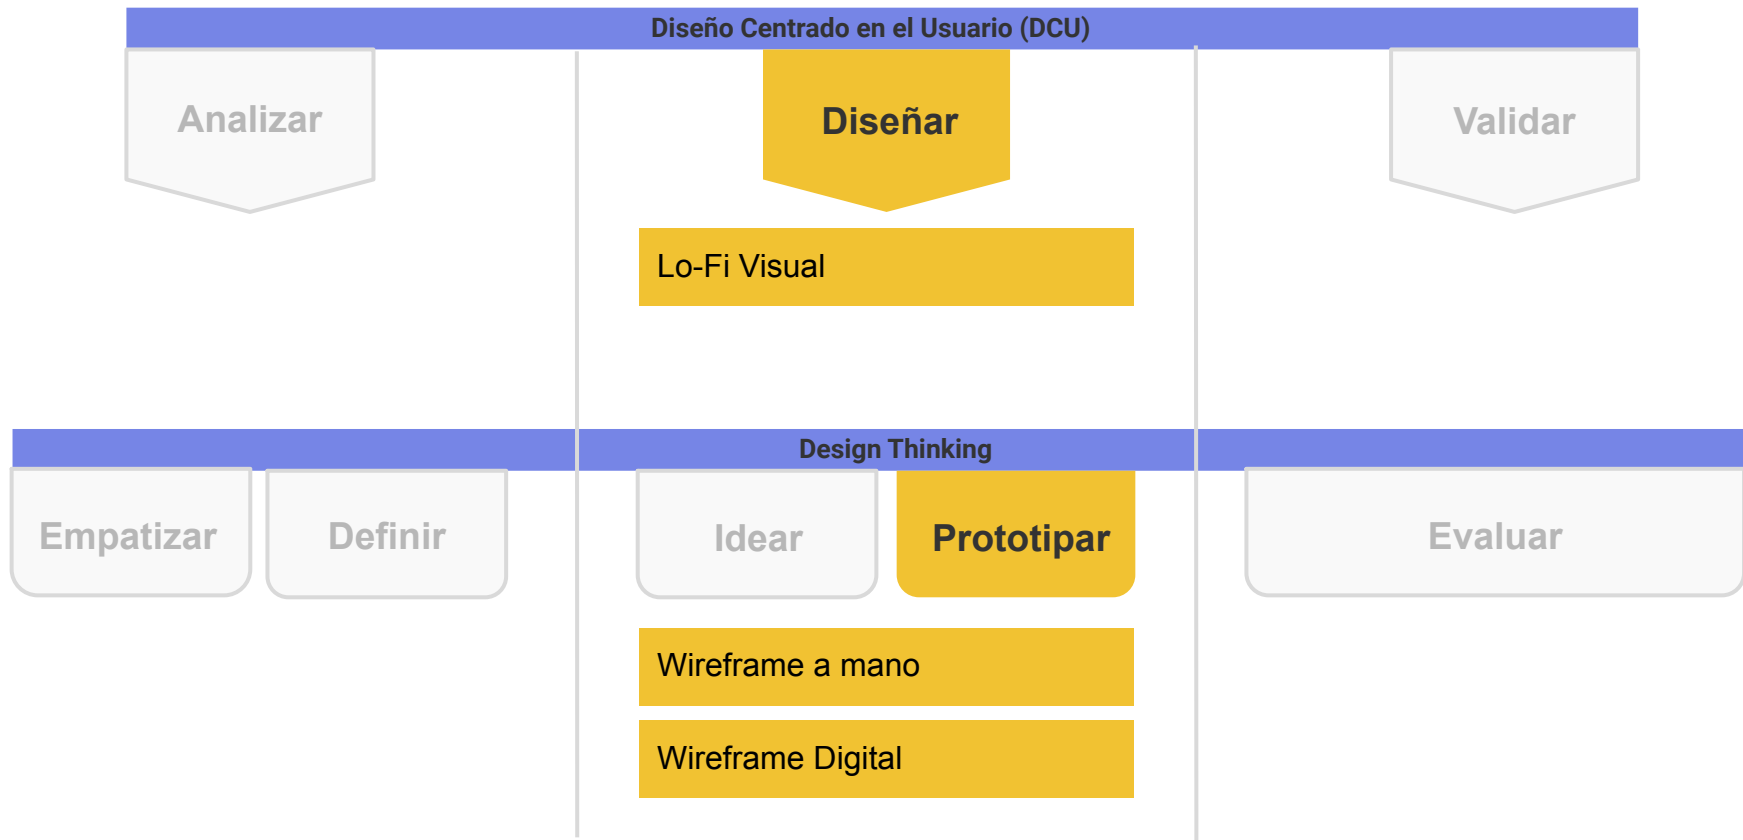 Diseño Centrado en el Usuario (DCU)
Analizar
Diseñar
Validar
Lo-Fi Visual
Design Thinking
Empatizar
Definir
Idear
Prototipar
Evaluar
Wireframe a mano
Wireframe Digital